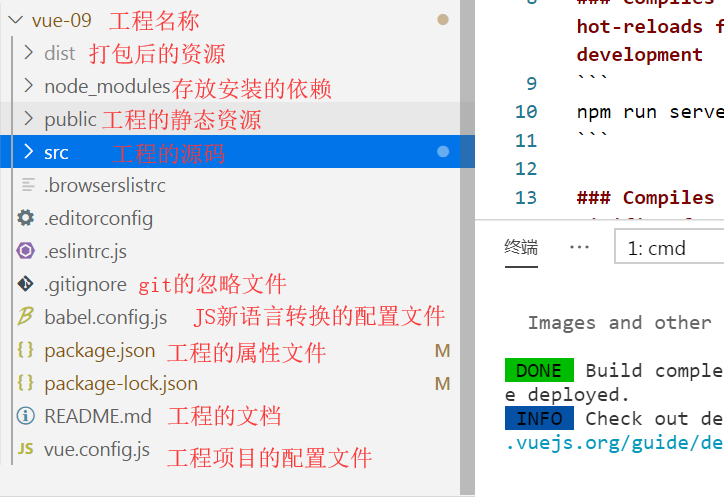 vue-09 工程名称
dist 打包后的资源
node_modules 存放安装的依赖
public 工程的静态资源
src 工程的源码
.browserslistrc
.editorconfig
.eslintrc.js
.gitignore git的忽略文件
babel.config.js JS新语言转换的配置文件
package.json 工程的属性文件 M
package-lock.json M
README.md 工程的文档
JS vue.config.js 工程项目的配置文件
8 ### Compiles
hot-reloads f
development
9 ```
10 npm run serve
11 ```
12
13 ### Compiles
终端 ··· 1: cmd
Images and other
DONE Build comple
e deployed.
INFO Check out de
.vuejs.org/guide/de